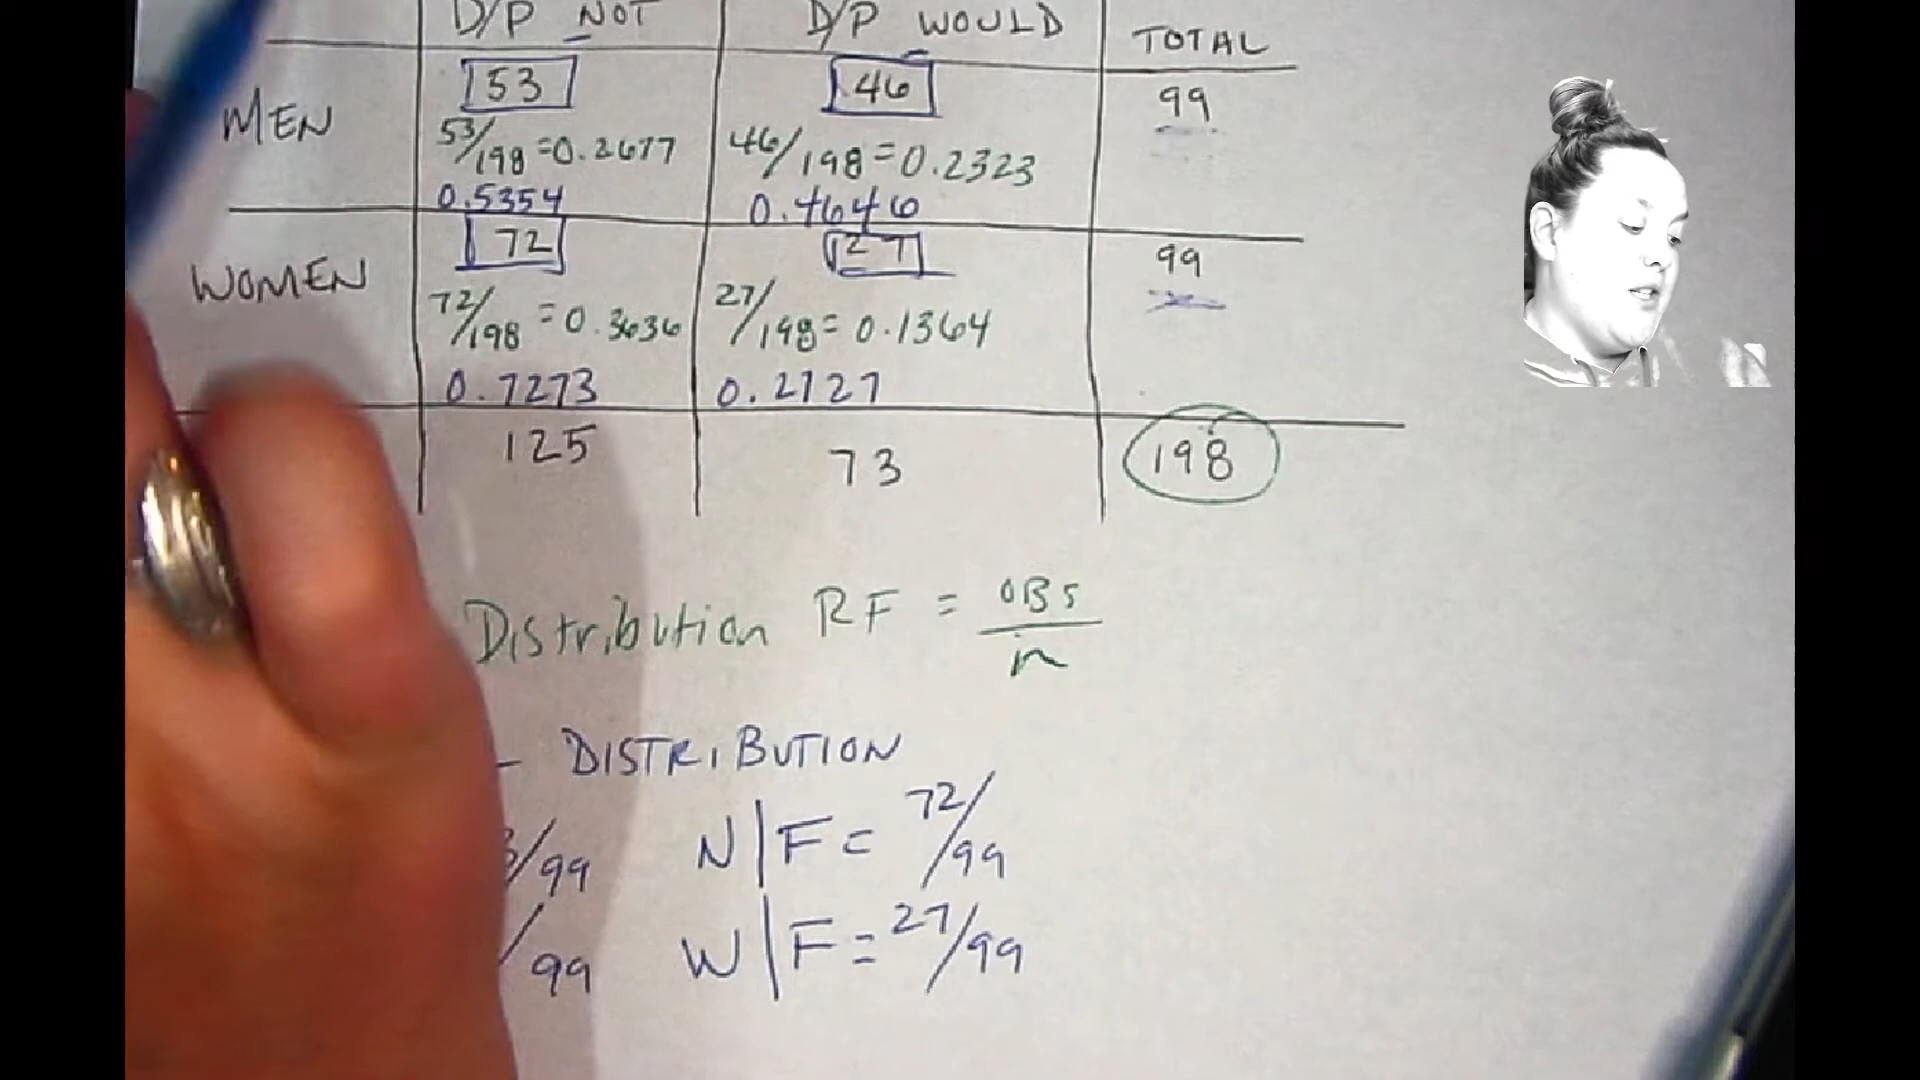 D/P NOT D/P WOULD TOTAL
MEN 53 46 99
53/198 = 0.2677 46/198 = 0.2323
0.5354 0.4646
WOMEN 72 27 99
72/198 = 0.3636 27/198 = 0.1364
0.7273 0.2727
125 73 198
Distribution RF = OBS/n
- DISTRIBUTION
/99 N|F = 72/99
/99 W|F = 27/99